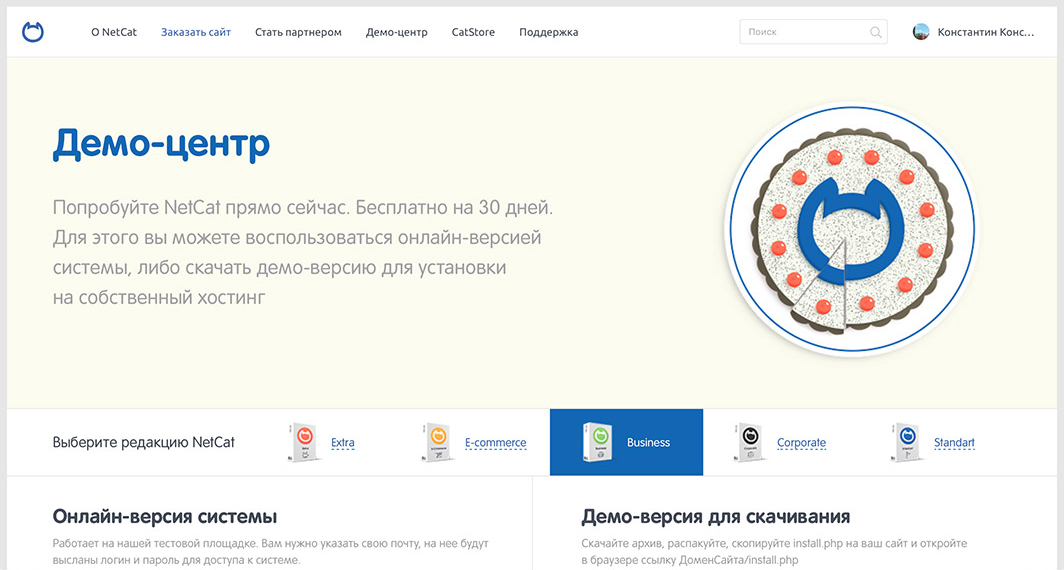 О NetCat Заказать сайт Стать партнером Демо-центр CatStore Поддержка Поиск Константин Конс...
Демо-центр
Попробуйте NetCat прямо сейчас. Бесплатно на 30 дней.
Для этого вы можете воспользоваться онлайн-версией
системы, либо скачать демо-версию для установки
на собственный хостинг
Выберите редакцию NetCat Extra E-commerce Business Corporate Standart
Онлайн-версия системы
Работает на нашей тестовой площадке. Вам нужно указать свою почту, на нее будут
высланы логин и пароль для доступа к системе.
Демо-версия для скачивания
Скачайте архив, распакуйте, скопируйте install.php на ваш сайт и откройте
в браузере ссылку ДоменСайта/install.php